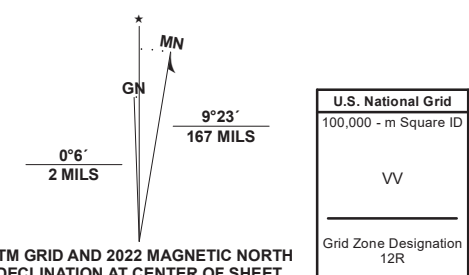 ★
MN
GN
9°23´
167 MILS
0°6´
2 MILS
TM GRID AND 2022 MAGNETIC NORTH
DECLINATION AT CENTER OF SHEET
U.S. National Grid
100,000 - m Square ID
VV
Grid Zone Designation
12R